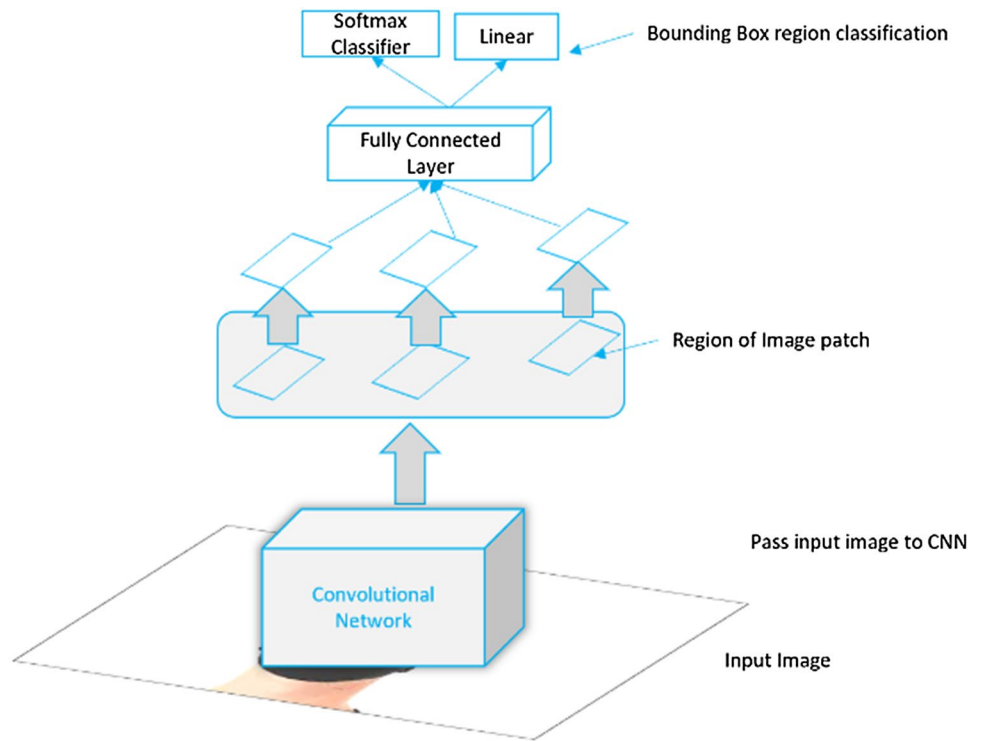 Softmax
Classifier
Linear
Bounding Box region classification
Fully Connected
Layer
Region of Image patch
Pass input image to CNN
Convolutional
Network
Input Image